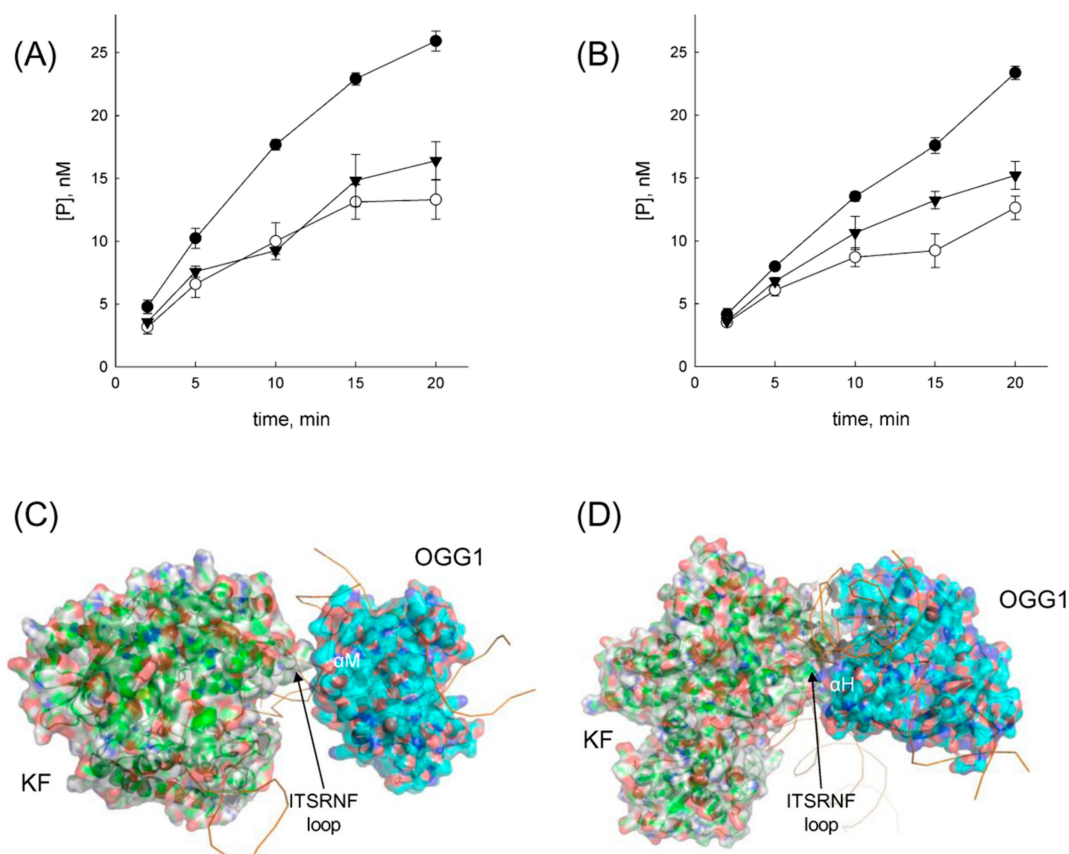 (A)
25
20
15
10
5
0
[P], nM
0 5 10 15 20
time, min
(B)
25
20
15
10
5
0
[P], nM
0 5 10 15 20
time, min
(C)
OGG1
αM
KF
ITSRNF
loop
(D)
OGG1
αH
KF
ITSRNF
loop